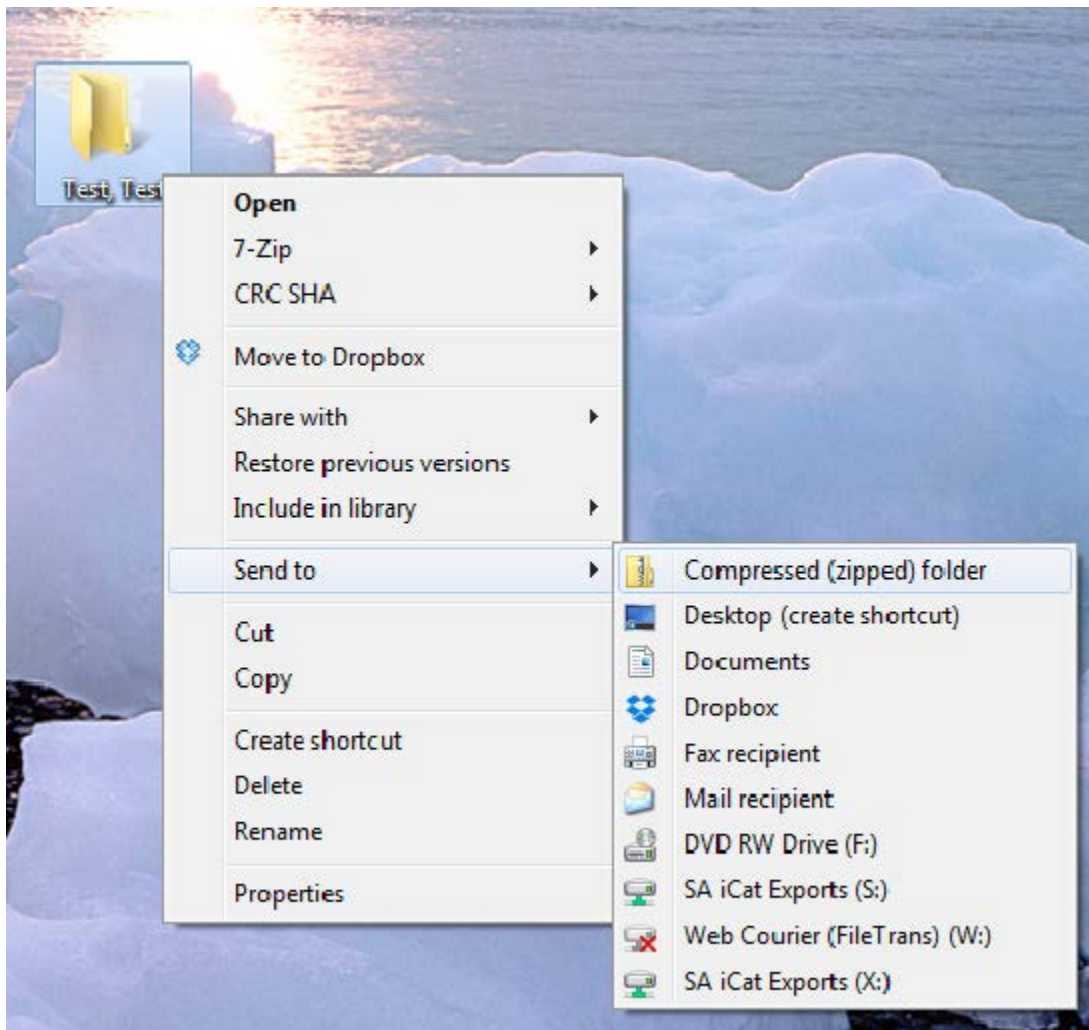 Test, Test
Open
7-Zip
CRC SHA
Move to Dropbox
Share with
Restore previous versions
Include in library
Send to
Cut
Copy
Create shortcut
Delete
Rename
Properties
Compressed (zipped) folder
Desktop (create shortcut)
Documents
Dropbox
Fax recipient
Mail recipient
DVD RW Drive (F:)
SA iCat Exports (S:)
Web Courier (FileTrans) (W:)
SA iCat Exports (X:)